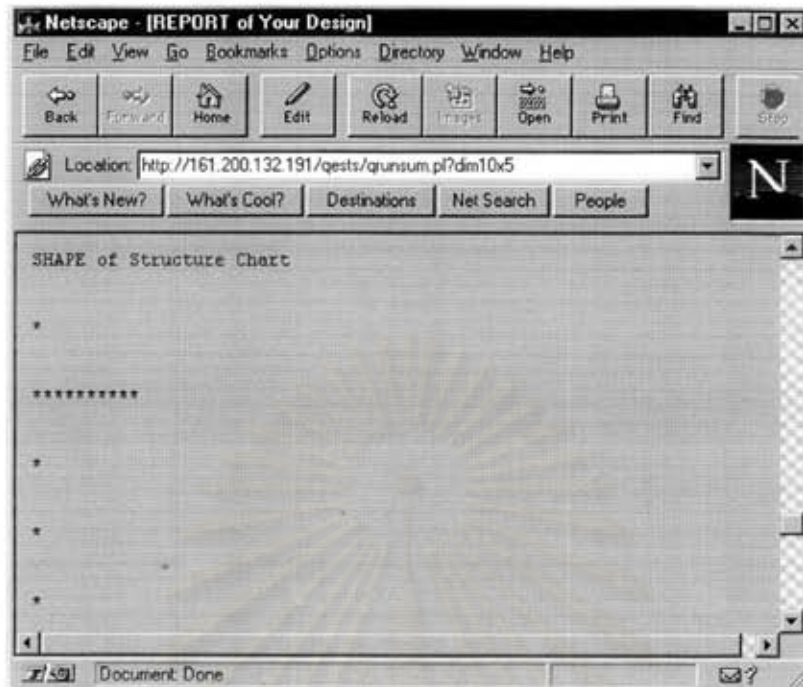 Netscape - [REPORT of Your Design]
File Edit View Go Bookmarks Options Directory Window Help
Back Forward Home Edit Reload Images Open Print Find Stop
Location: http://161.200.132.191/qests/qrunsum.pl?dim10x5
N
What's New? What's Cool? Destinations Net Search People
SHAPE of Structure Chart
*
**********
*
*
*
Document: Done